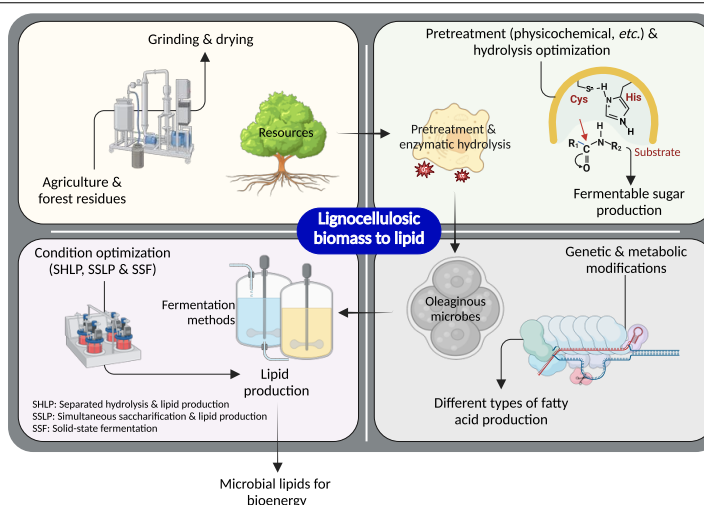 Grinding & drying
Resources
Agriculture &
forest residues
Pretreatment (physicochemical, etc.) &
hydrolysis optimization
Cys
S
H
His
N
N
H
Pretreatment &
enzymatic hydrolysis
H
R1
C
N
R2
O
Substrate
Fermentable sugar
production
Lignocellulosic
biomass to lipid
Condition optimization
(SHLP, SSLP & SSF)
Fermentation
methods
Lipid
production
SHLP: Separated hydrolysis & lipid production
SSLP: Simultaneous saccharification & lipid production
SSF: Solid-state fermentation
Oleaginous
microbes
Genetic & metabolic
modifications
Different types of fatty
acid production
Microbial lipids for
bioenergy